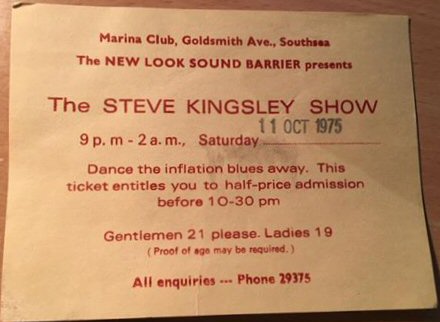 Marina Club, Goldsmith Ave., Southsea
The NEW LOOK SOUND BARRIER presents
The STEVE KINGSLEY SHOW
9 p. m - 2 a. m., Saturday 11 OCT 1975
Dance the inflation blues away. This
ticket entitles you to half-price admission
before 10-30 pm
Gentlemen 21 please. Ladies 19
( Proof of age may be required. )
All enquiries --- Phone 29375